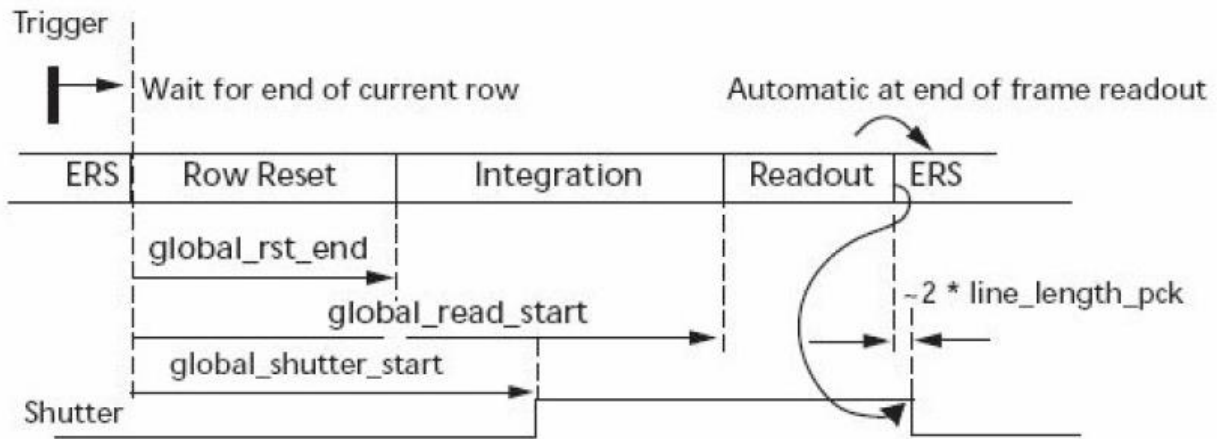 Trigger
Wait for end of current row
Automatic at end of frame readout
ERS Row Reset Integration Readout ERS
global_rst_end
~2 * line_length_pck
global_read_start
global_shutter_start
Shutter